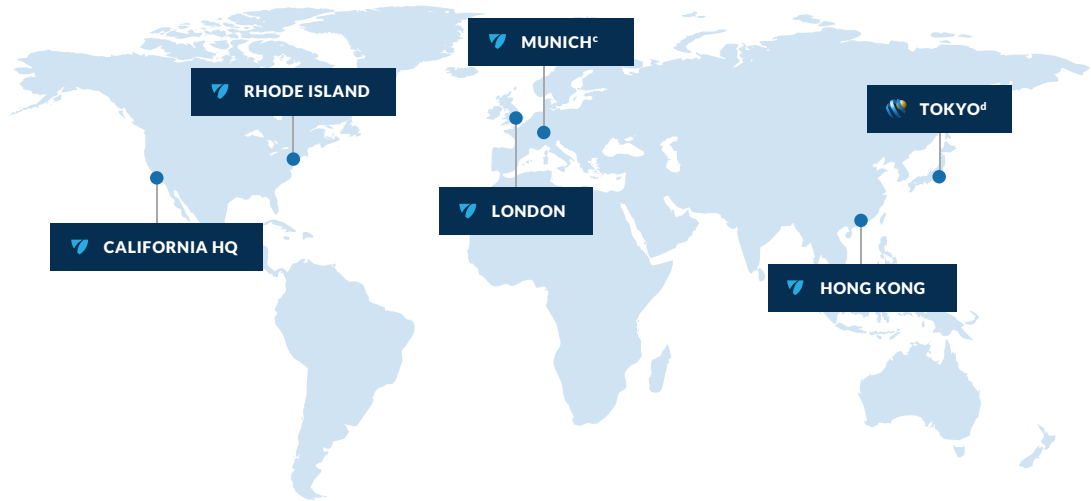 MUNICHᶜ
RHODE ISLAND
TOKYOᵈ
LONDON
CALIFORNIA HQ
HONG KONG